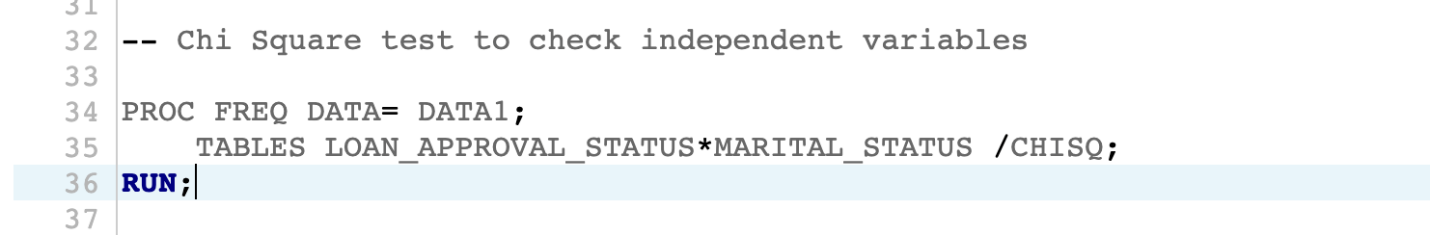 31
32 -- Chi Square test to check independent variables
33
34 PROC FREQ DATA= DATA1;
35     TABLES LOAN_APPROVAL_STATUS*MARITAL_STATUS /CHISQ;
36 RUN;
37